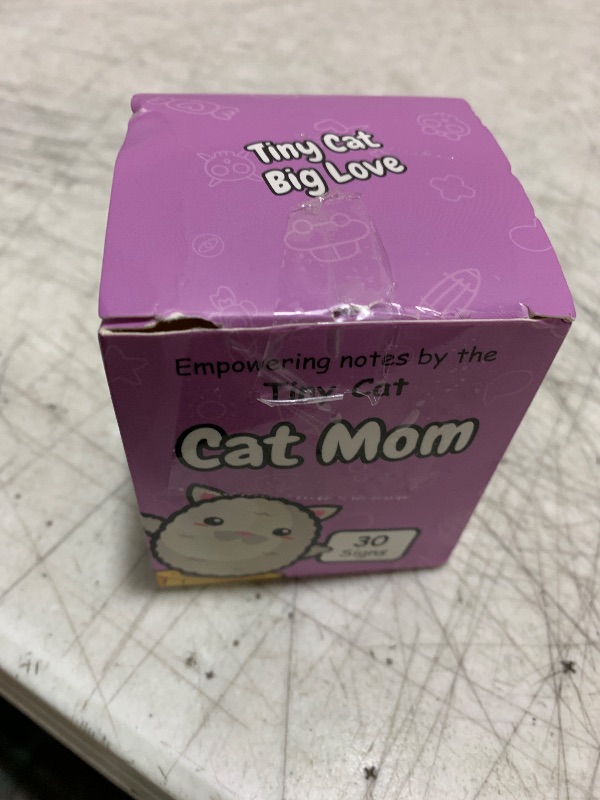 Tiny Cat
Big Love
Empowering notes by the
Tiny Cat
Cat Mom
30
Signs